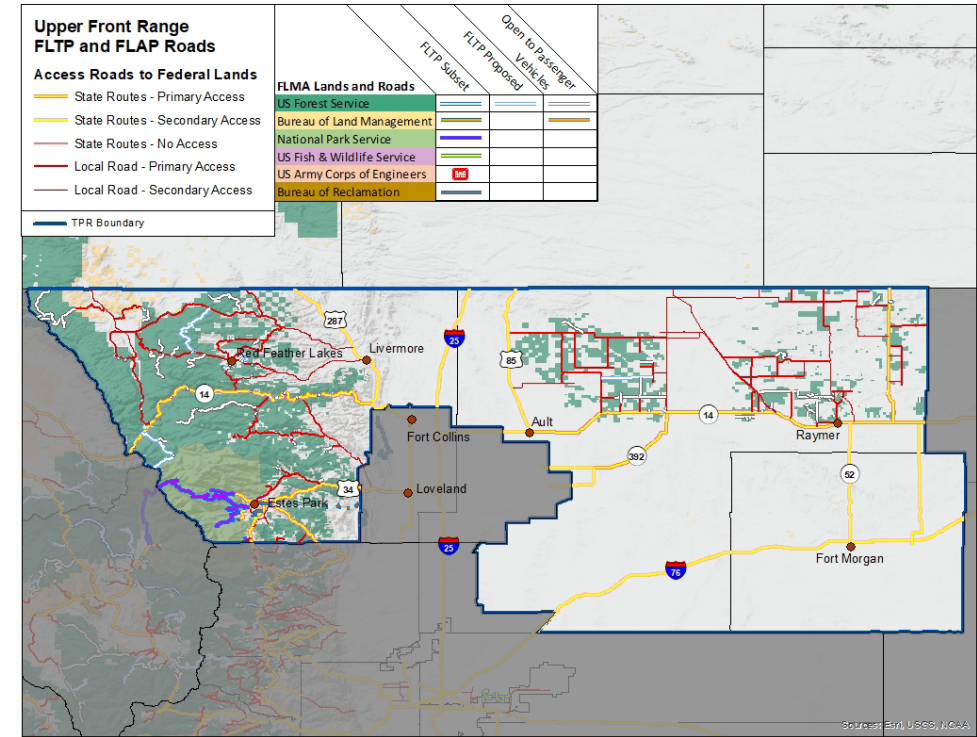 Upper Front Range
FLTP and FLAP Roads
Access Roads to Federal Lands
State Routes - Primary Access
State Routes - Secondary Access
State Routes - No Access
Local Road - Primary Access
Local Road - Secondary Access
TPR Boundary
FLTP Subset
FLTP Proposed
Open to Passenger
Vehicles
FLMA Lands and Roads
US Forest Service
Bureau of Land Management
National Park Service
US Fish & Wildlife Service
US Army Corps of Engineers
Bureau of Reclamation
287
25
85
Red Feather Lakes
Livermore
14
14
Ault
Fort Collins
Raymer
392
52
34
Loveland
Estes Park
25
76
Fort Morgan
Sources: Esri, USGS, NOAA